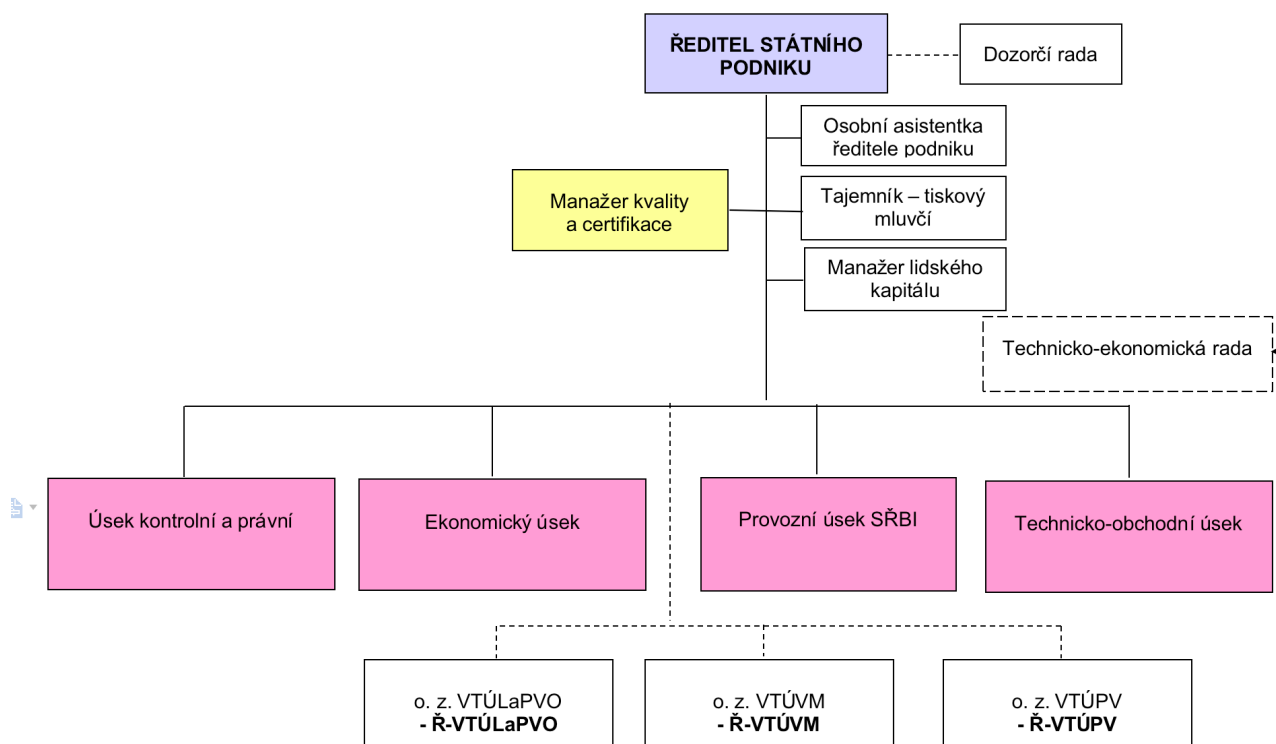 ŘEDITEL STÁTNÍHO
PODNIKU
Dozorčí rada
Osobní asistentka
ředitele podniku
Manažer kvality
a certifikace
Tajemník – tiskový
mluvčí
Manažer lidského
kapitálu
Technicko-ekonomická rada
Úsek kontrolní a právní
Ekonomický úsek
Provozní úsek SŘBI
Technicko-obchodní úsek
o. z. VTÚLaPVO
- Ř-VTÚLaPVO
o. z. VTÚVM
- Ř-VTÚVM
o. z. VTÚPV
- Ř-VTÚPV